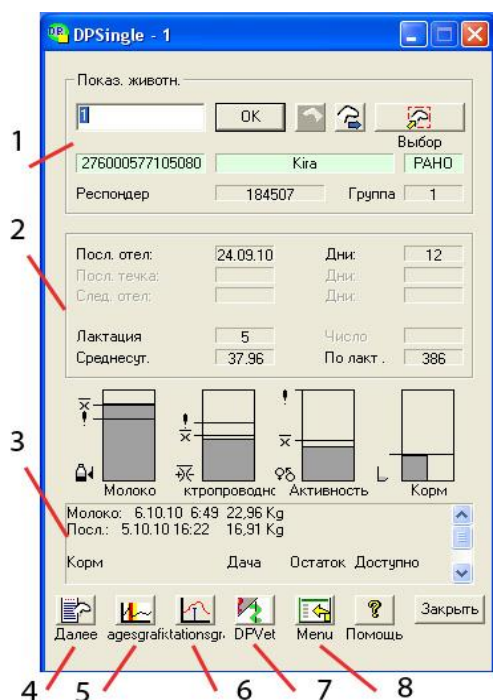 DPSingle - 1
Показ. животн.
1 OK
Выбор
276000577105080 Kira РАНО
Респондер 184507 Группа 1
Посл. отел: 24.09.10 Дни: 12
Посл. течка: Дни:
След. отел: Дни:
Лактация 5 Число
Среднесут. 37.96 По лакт. 386
Молоко ктропроводнс Активность Корм
Молоко: 6.10.10 6:49 22,96 Kg
Посл.: 5.10.10 16:22 16,91 Kg
Корм Дача Остаток Доступно
Далее agesgrafi ktationsgr. DPVet Menu Помощь Закрыть
1
2
3
4 5 6 7 8